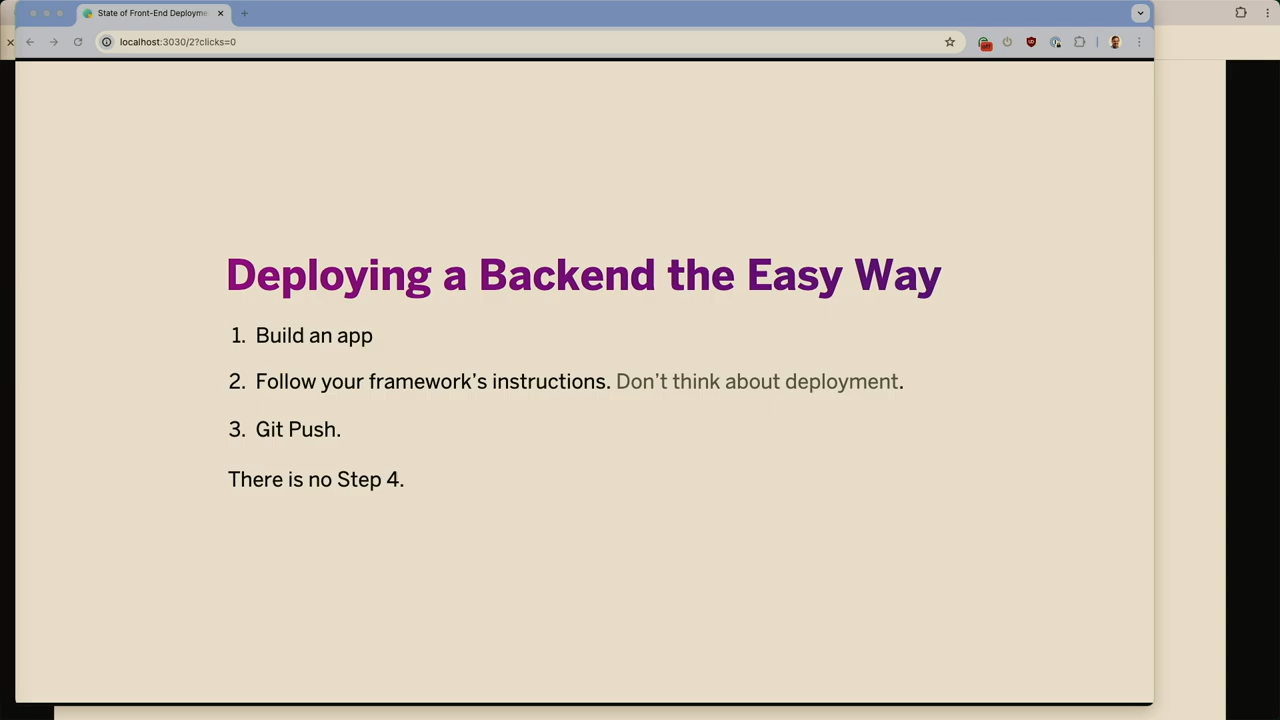 State of Front-End Deployme
localhost:3030/2?clicks=0
Deploying a Backend the Easy Way
1. Build an app
2. Follow your framework’s instructions. Don’t think about deployment.
3. Git Push.
There is no Step 4.